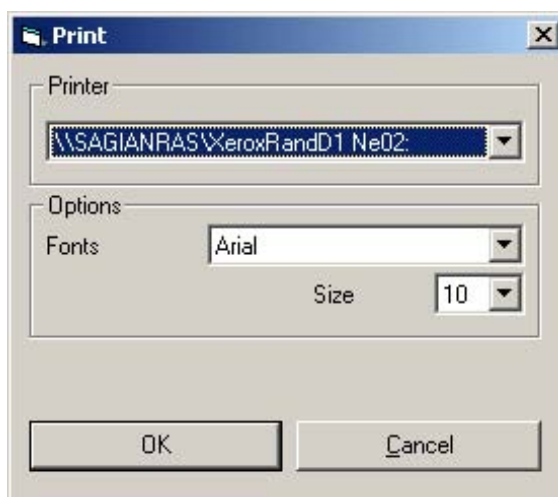 Print
Printer
\\SAGIANRAS\XeroxRandD1 Ne02:
Options
Fonts Arial
Size 10
OK Cancel